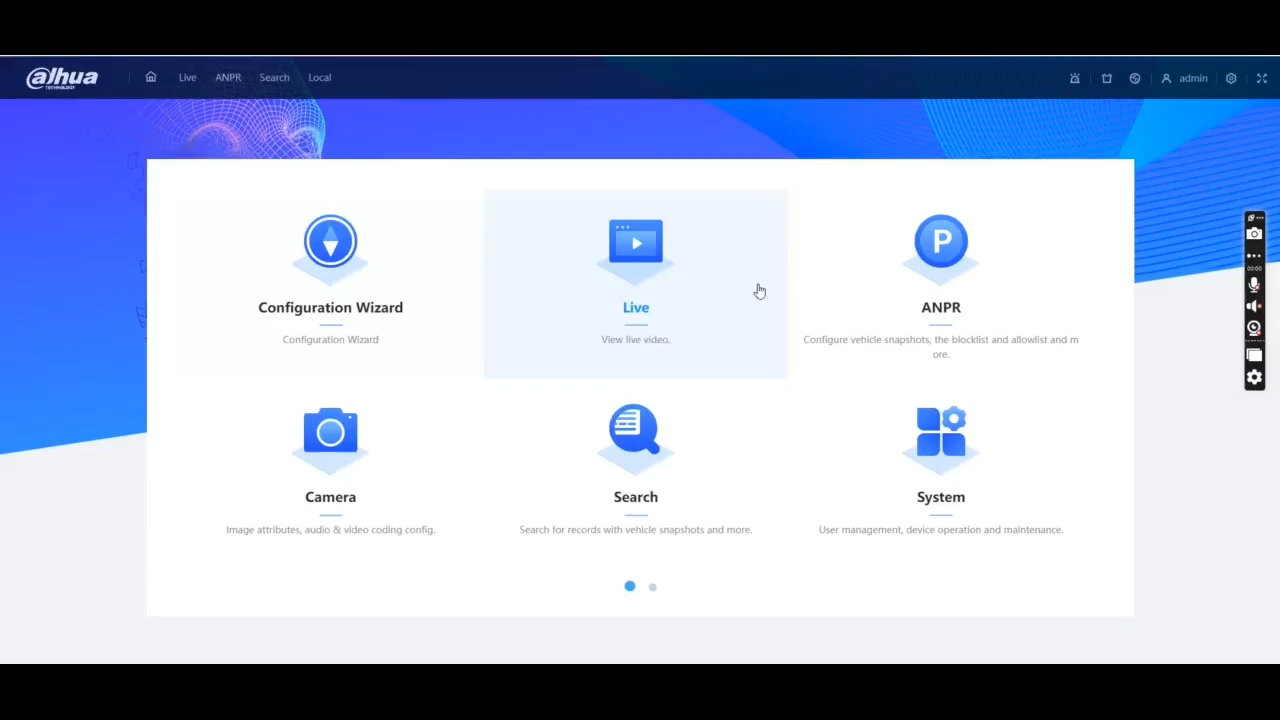 alhua
TECHNOLOGY
Live
ANPR
Search
Local
admin
00:00
P
Configuration Wizard
Live
ANPR
Configuration Wizard
View live video.
Configure vehicle snapshots, the blocklist and allowlist and m
ore.
Camera
Search
System
Image attributes, audio & video coding config.
Search for records with vehicle snapshots and more.
User management, device operation and maintenance.